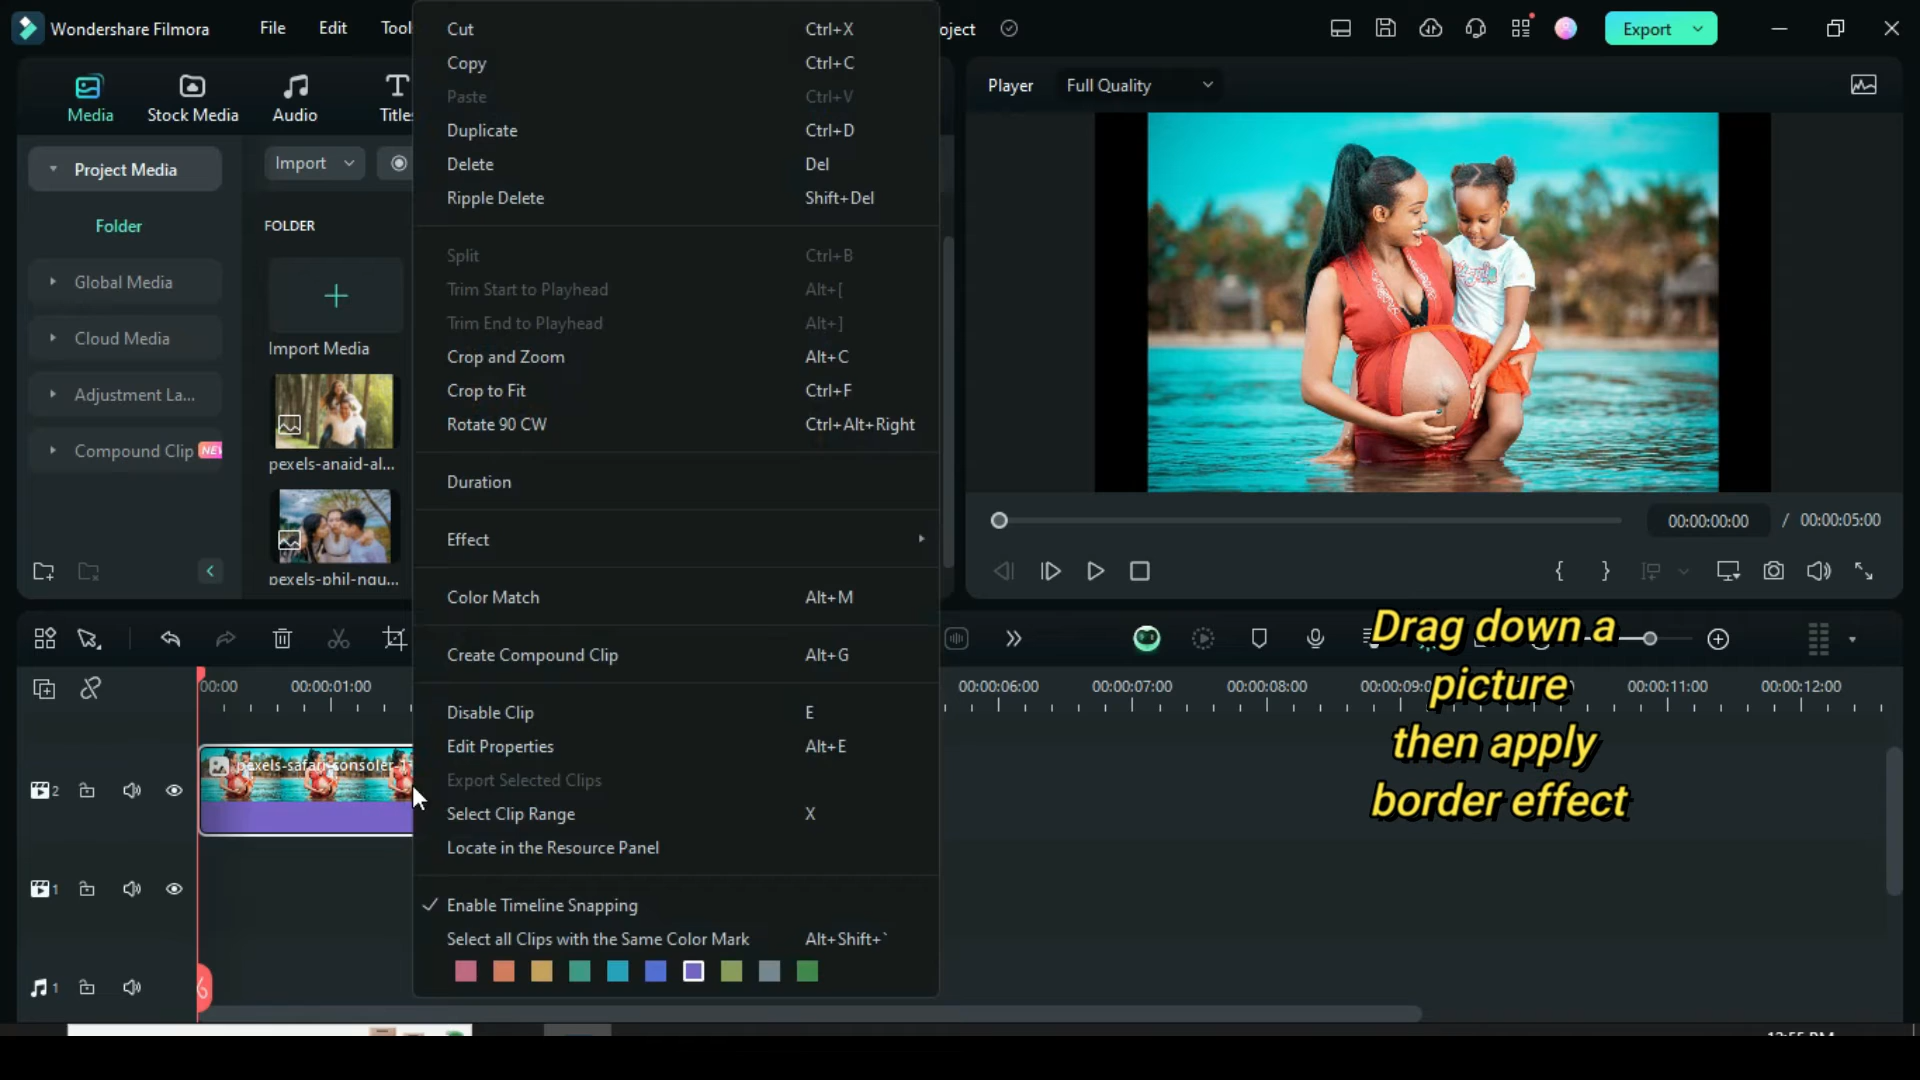 Wondershare Filmora
File
Edit
Tool
oject
Export
Media
Stock Media
Audio
Title
Player
Full Quality
Project Media
Folder
Global Media
Cloud Media
Adjustment La...
Compound Clip
Import
FOLDER
Import Media
pexels-anaid-al...
pexels-phil-nau...
Cut Ctrl+X
Copy Ctrl+C
Paste Ctrl+V
Duplicate Ctrl+D
Delete Del
Ripple Delete Shift+Del
Split Ctrl+B
Trim Start to Playhead Alt+[
Trim End to Playhead Alt+]
Crop and Zoom Alt+C
Crop to Fit Ctrl+F
Rotate 90 CW Ctrl+Alt+Right
Duration
Effect
Color Match Alt+M
Create Compound Clip Alt+G
Disable Clip E
Edit Properties Alt+E
Export Selected Clips
Select Clip Range X
Locate in the Resource Panel
Enable Timeline Snapping
Select all Clips with the Same Color Mark Alt+Shift+`
00:00:00:00 / 00:00:05:00
Drag down a
picture
then apply
border effect
00:00 00:00:01:00 00:00:06:00 00:00:07:00 00:00:08:00 00:00:11:00 00:00:12:00
pexels-safari-consoler-1
2
1
1